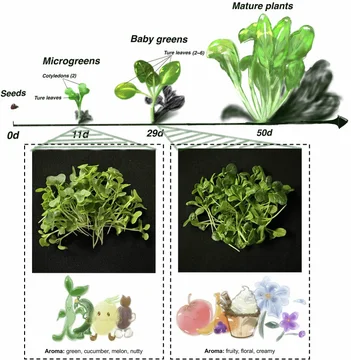 Mature plants
Baby greens
Ture leaves (2~6)
Microgreens
Cotyledons (2)
Ture leaves
Seeds
0d
11d
29d
50d
Aroma: green, cucumber, melon, nutty
Aroma: fruity, floral, creamy